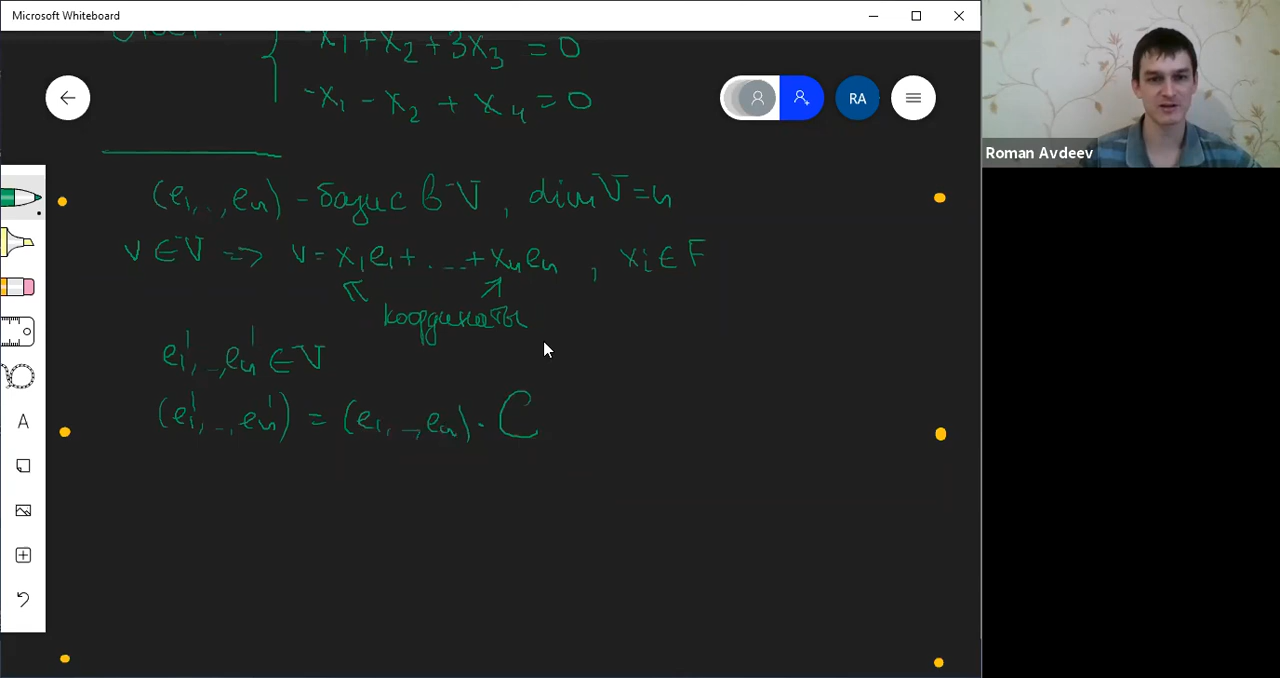 Microsoft Whiteboard
Ответ: { -x₁ + x₂ + 3x₃ = 0
-x₁ - x₂ + x₄ = 0
RA
Roman Avdeev
(e₁, .., eₙ) - базис в V, dim V = n
v ∈ V => v = x₁e₁ + .... + xₙeₙ, xᵢ ∈ F
координаты
e₁', .., eₙ' ∈ V
(e₁', .., eₙ') = (e₁, .., eₙ) · C
A